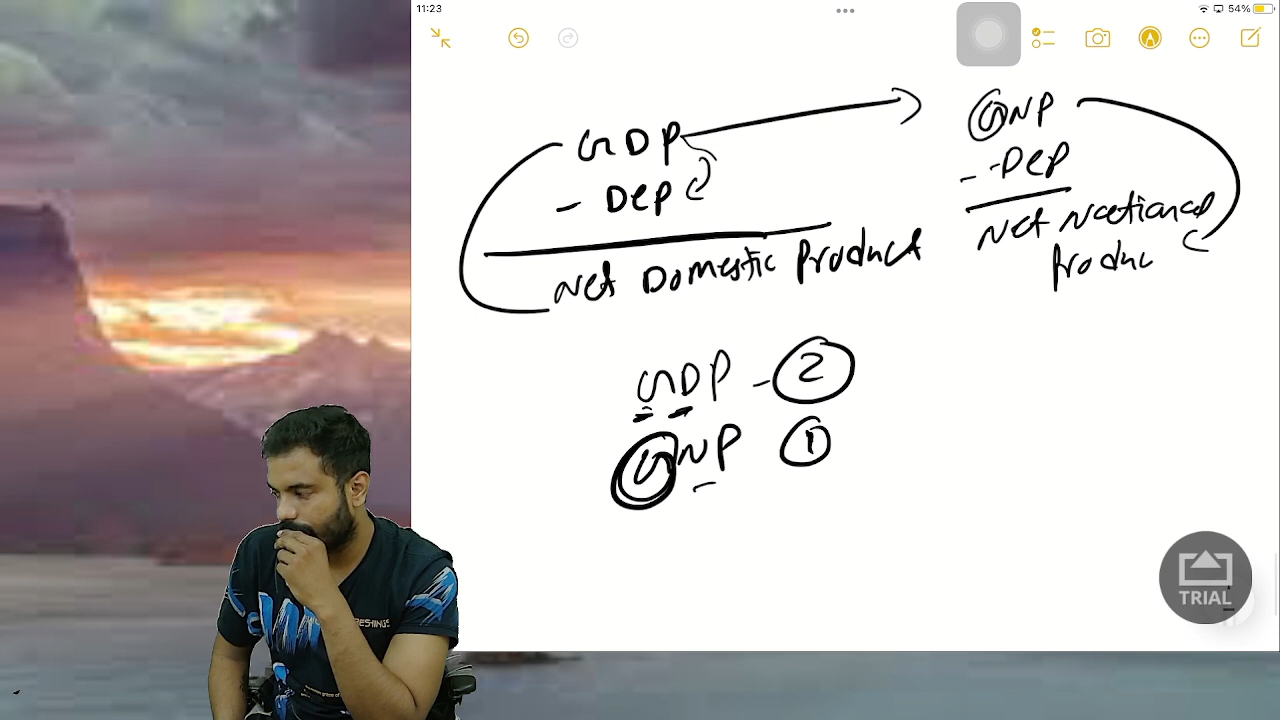 11:23
54%
GDP
- Dep
Net Domestic Product
GNP
- Dep
Net National
Produc
GDP - 2
GNP 1
TRIAL